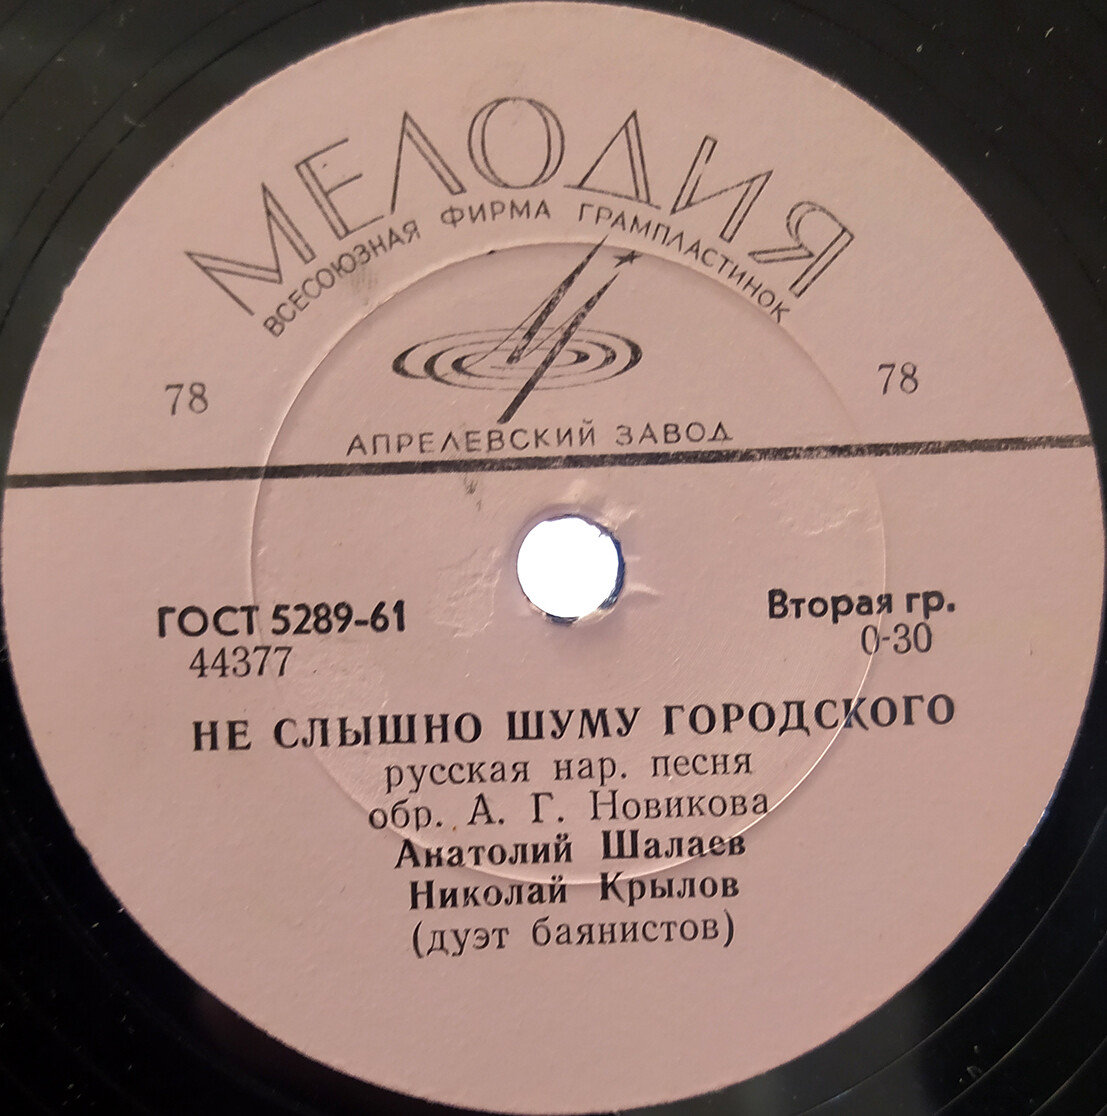 МЕЛОДИЯ
ВСЕСОЮЗНАЯ ФИРМА ГРАМПЛАСТИНОК
78
78
АПРЕЛЕВСКИЙ ЗАВОД
ГОСТ 5289-61
Вторая гр.
44377
0-30
НЕ СЛЫШНО ШУМУ ГОРОДСКОГО
русская нар. песня
обр. А. Г. Новикова
Анатолий Шалаев
Николай Крылов
(дуэт баянистов)